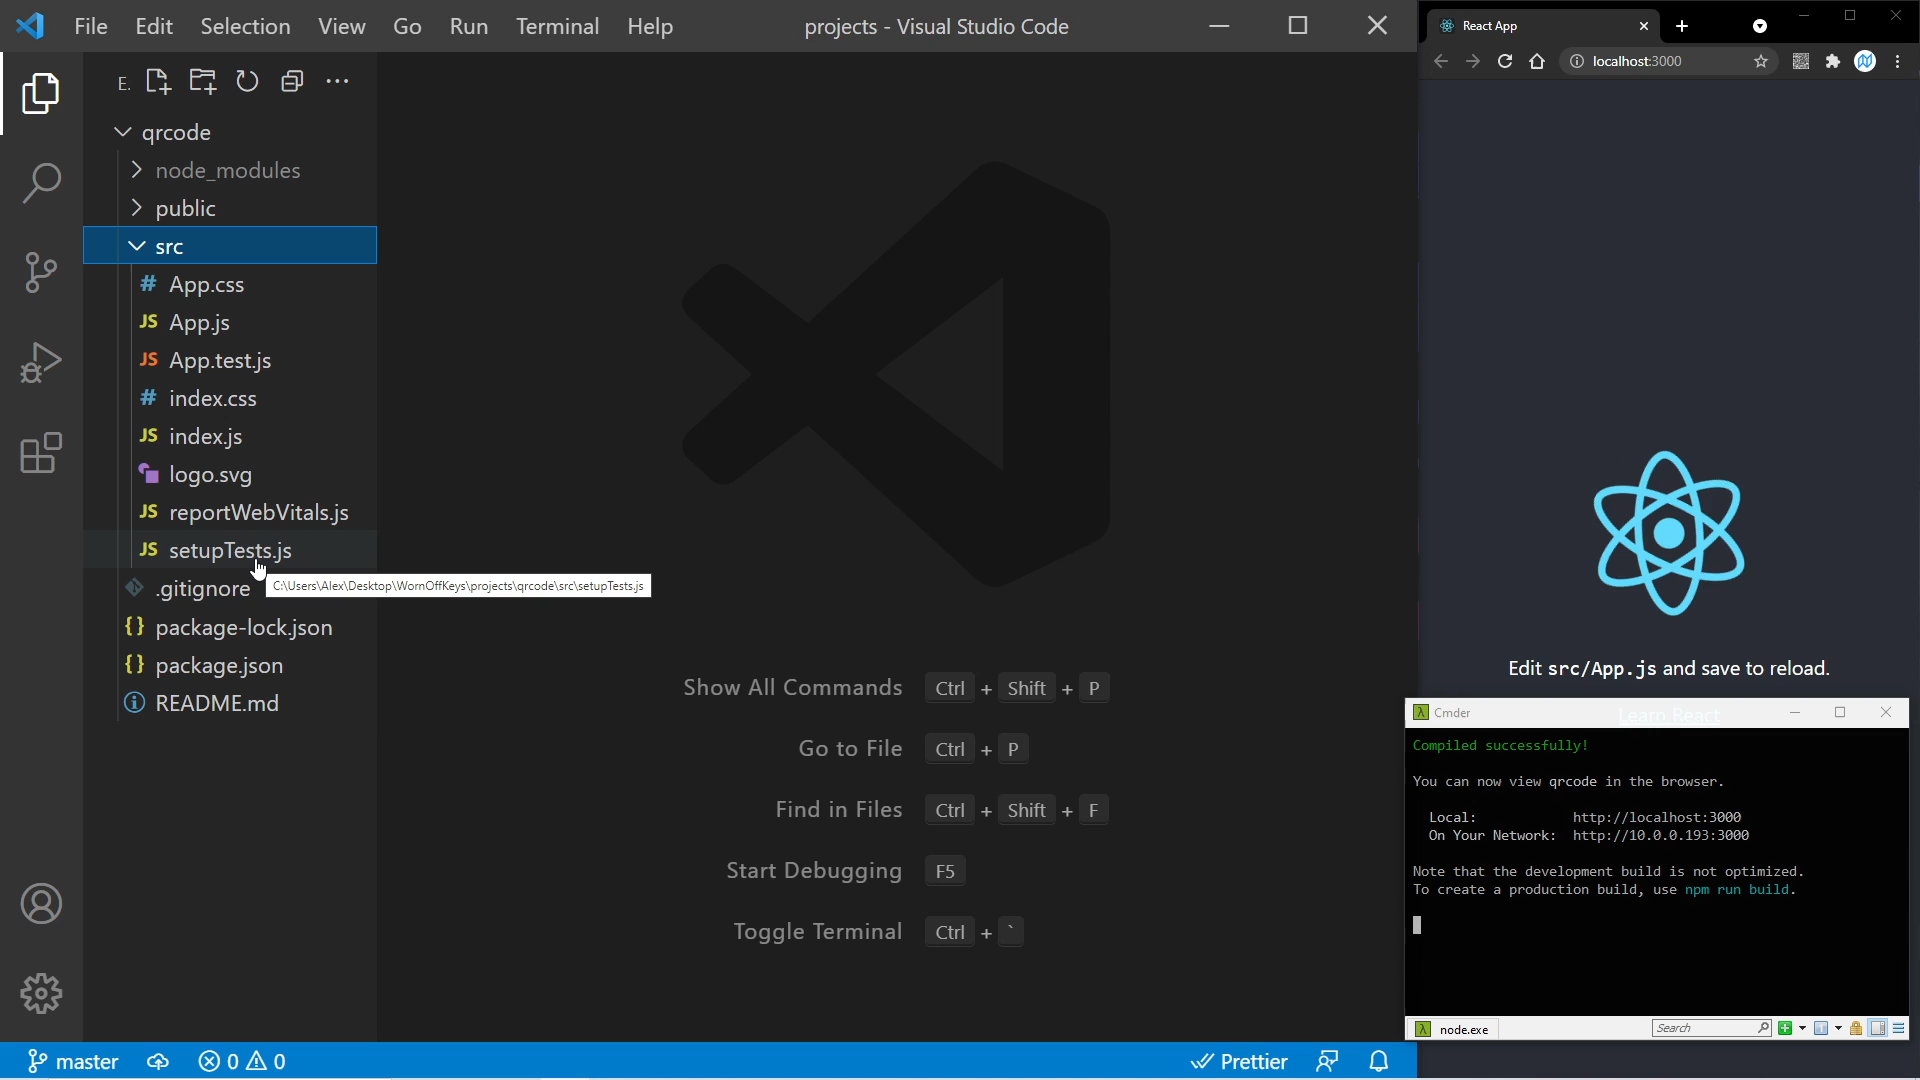 File Edit Selection View Go Run Terminal Help
projects - Visual Studio Code
E.
qrcode
node_modules
public
src
# App.css
JS App.js
JS App.test.js
# index.css
JS index.js
logo.svg
JS reportWebVitals.js
JS setupTests.js
C:\Users\Alex\Desktop\WornOffKeys\projects\qrcode\src\setupTests.js
.gitignore
{} package-lock.json
{} package.json
README.md
Show All Commands Ctrl + Shift + P
Go to File Ctrl + P
Find in Files Ctrl + Shift + F
Start Debugging F5
Toggle Terminal Ctrl + `
master 0 0
Prettier
React App
localhost:3000
Edit src/App.js and save to reload.
Learn React
λ Cmder
Compiled successfully!
You can now view qrcode in the browser.
Local: http://localhost:3000
On Your Network: http://10.0.0.193:3000
Note that the development build is not optimized.
To create a production build, use npm run build.
λ node.exe
Search